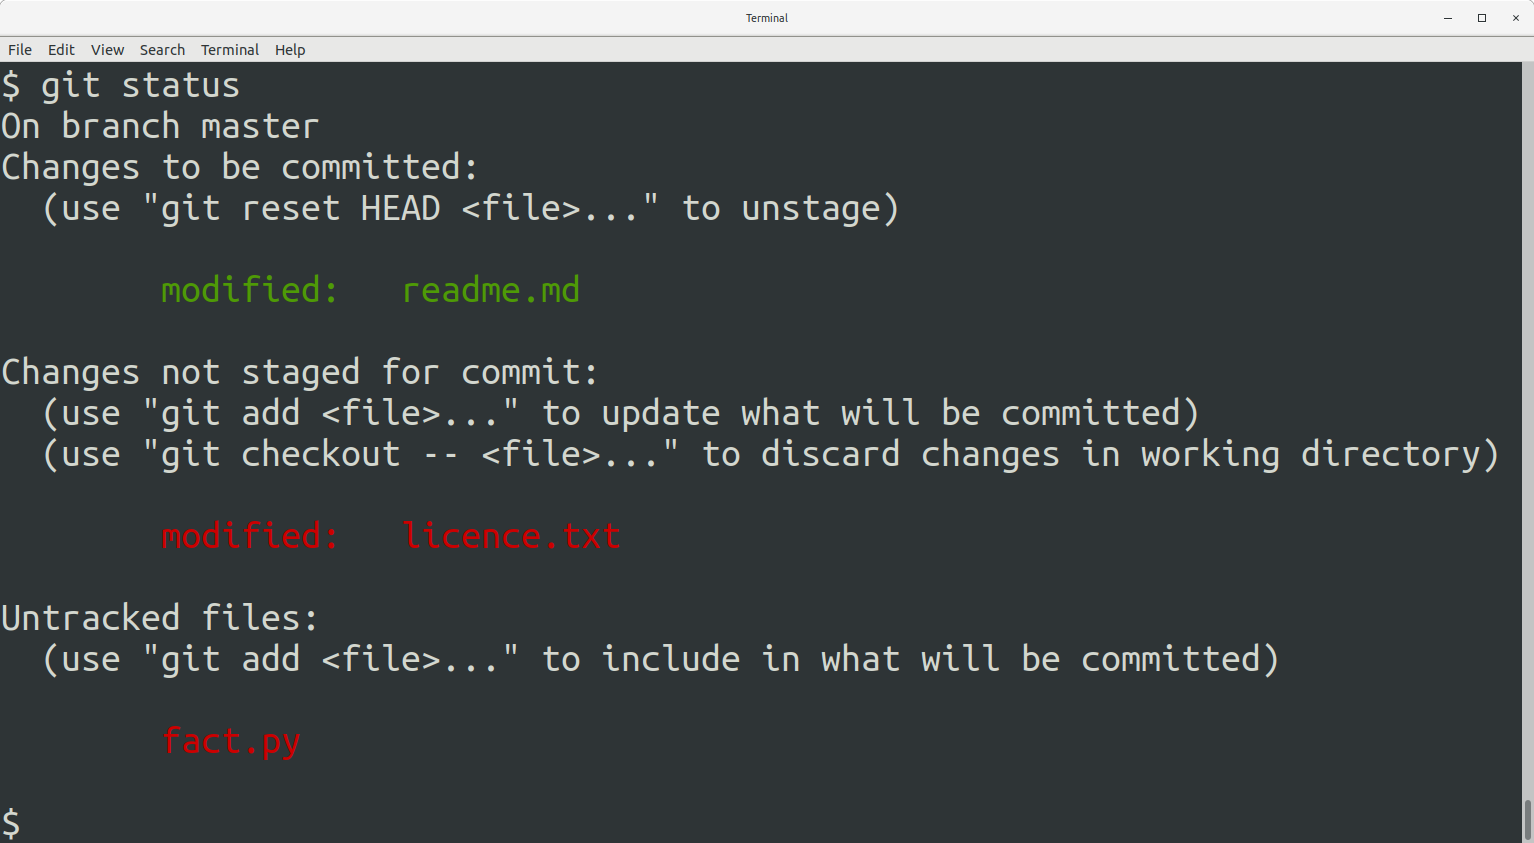 Terminal
File Edit View Search Terminal Help
$ git status
On branch master
Changes to be committed:
  (use "git reset HEAD <file>..." to unstage)

        modified:   readme.md

Changes not staged for commit:
  (use "git add <file>..." to update what will be committed)
  (use "git checkout -- <file>..." to discard changes in working directory)

        modified:   licence.txt

Untracked files:
  (use "git add <file>..." to include in what will be committed)

        fact.py

$